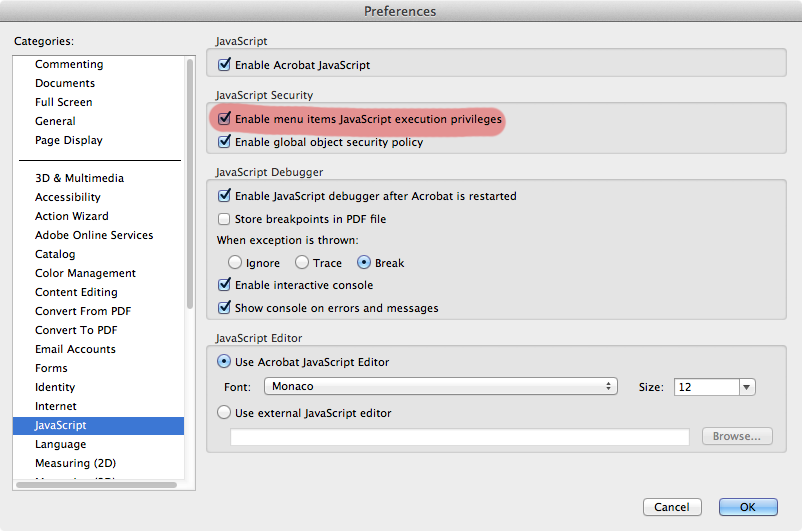 Preferences
Categories:
Commenting
Documents
Full Screen
General
Page Display
3D & Multimedia
Accessibility
Action Wizard
Adobe Online Services
Catalog
Color Management
Content Editing
Convert From PDF
Convert To PDF
Email Accounts
Forms
Identity
Internet
JavaScript
Language
Measuring (2D)
JavaScript
Enable Acrobat JavaScript
JavaScript Security
Enable menu items JavaScript execution privileges
Enable global object security policy
JavaScript Debugger
Enable JavaScript debugger after Acrobat is restarted
Store breakpoints in PDF file
When exception is thrown:
Ignore Trace Break
Enable interactive console
Show console on errors and messages
JavaScript Editor
Use Acrobat JavaScript Editor
Font: Monaco Size: 12
Use external JavaScript editor
Browse...
Cancel OK